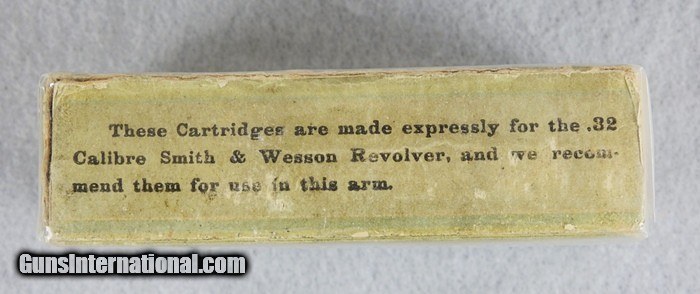 These Cartridges are made expressly for the .32
Calibre Smith & Wesson Revolver, and we recom-
mend them for use in this arm.
GunsInternational.com